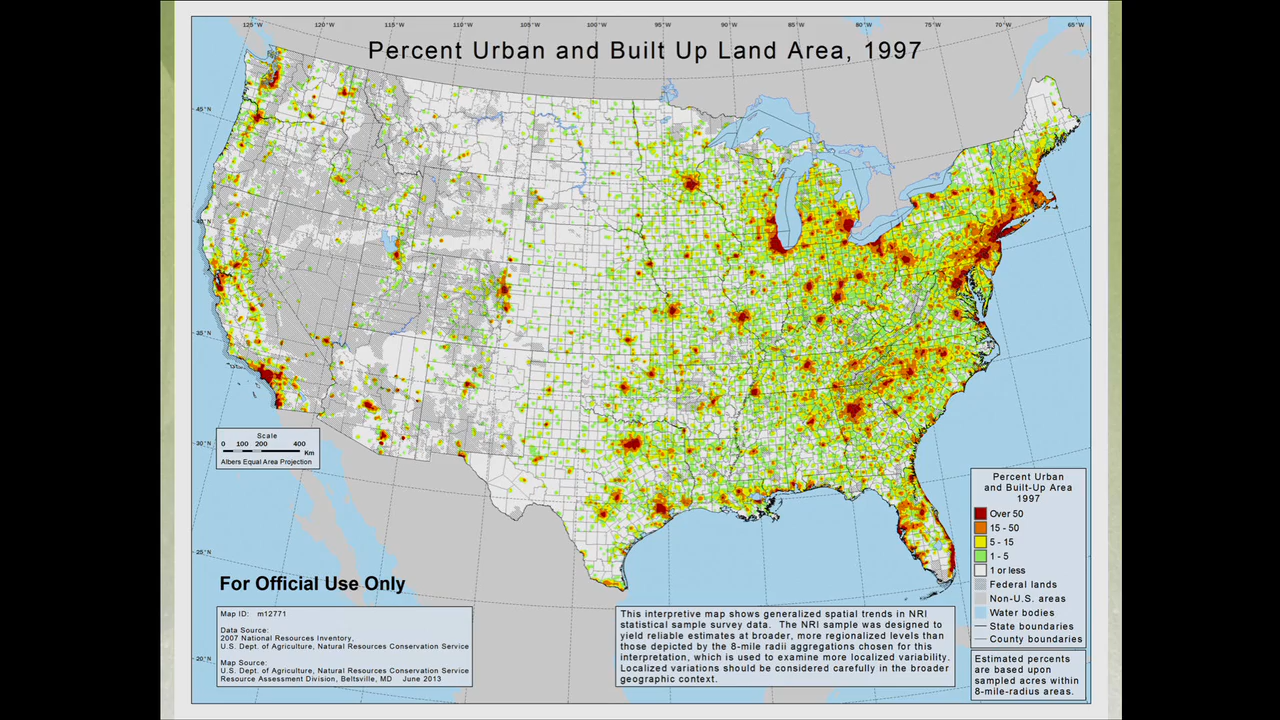 125°W 120°W 115°W 110°W 105°W 100°W 95°W 90°W 85°W 80°W 75°W 70°W 65°W
Percent Urban and Built Up Land Area, 1997
45°N
40°N
35°N
30°N
25°N
20°N
Scale
0 100 200 400
Km
Albers Equal Area Projection
For Official Use Only
Map ID: m12771
Data Source:
2007 National Resources Inventory,
U.S. Dept. of Agriculture, Natural Resources Conservation Service
Map Source:
U.S. Dept. of Agriculture, Natural Resources Conservation Service
Resource Assessment Division, Beltsville, MD June 2013
This interpretive map shows generalized spatial trends in NRI
statistical sample survey data. The NRI sample was designed to
yield reliable estimates at broader, more regionalized levels than
those depicted by the 8-mile radii aggregations chosen for this
interpretation, which is used to examine more localized variability.
Localized variations should be considered carefully in the broader
geographic context.
Percent Urban
and Built-Up Area
1997
Over 50
15 - 50
5 - 15
1 - 5
1 or less
Federal lands
Non-U.S. areas
Water bodies
State boundaries
County boundaries
Estimated percents
are based upon
sampled acres within
8-mile-radius areas.